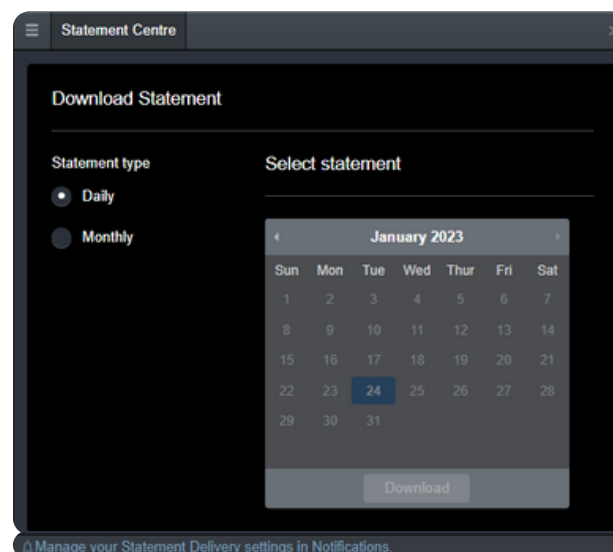 Statement Centre
Download Statement
Statement type
Select statement
Daily
Monthly
January 2023
Sun Mon Tue Wed Thur Fri Sat
1 2 3 4 5 6 7
8 9 10 11 12 13 14
15 16 17 18 19 20 21
22 23 24 25 26 27 28
29 30 31
Download
Manage your Statement Delivery settings in Notifications.